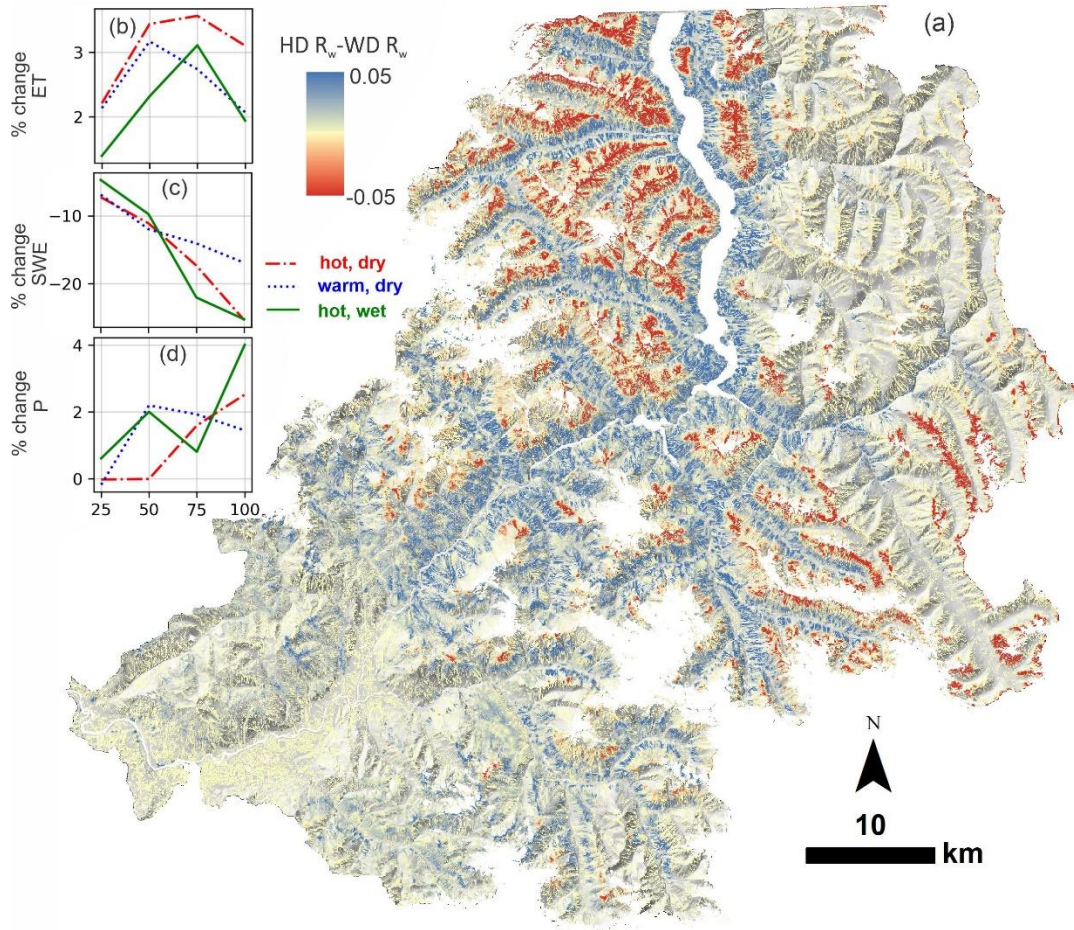 (b)
3
2
% change
ET
(c)
−10
−20
% change
SWE
(d)
4
2
0
% change
P
25 50 75 100
HD Rw-WD Rw
0.05
-0.05
hot, dry
warm, dry
hot, wet
(a)
N
10
km